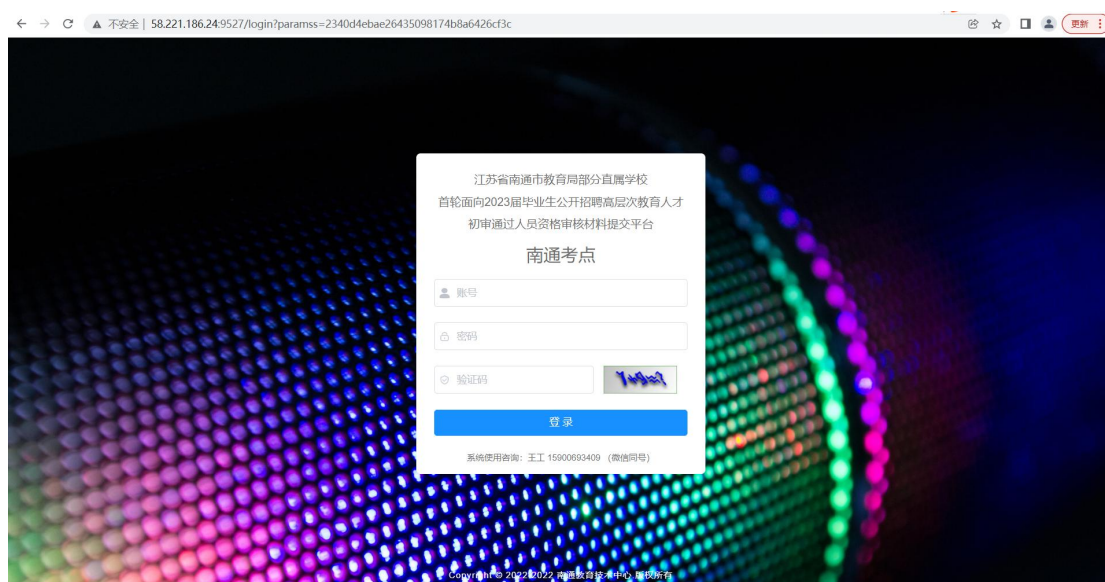 不安全 | 58.221.186.24:9527/login?paramss=2340d4ebae26435098174b8a6426cf3c
更新
江苏省南通市教育局部分直属学校
首轮面向2023届毕业生公开招聘高层次教育人才
初审通过人员资格审核材料提交平台
南通考点
账号
密码
验证码
登 录
系统使用咨询：王工 15900693409 （微信同号）
Copyright © 2022-2022 南通教育技术中心 版权所有